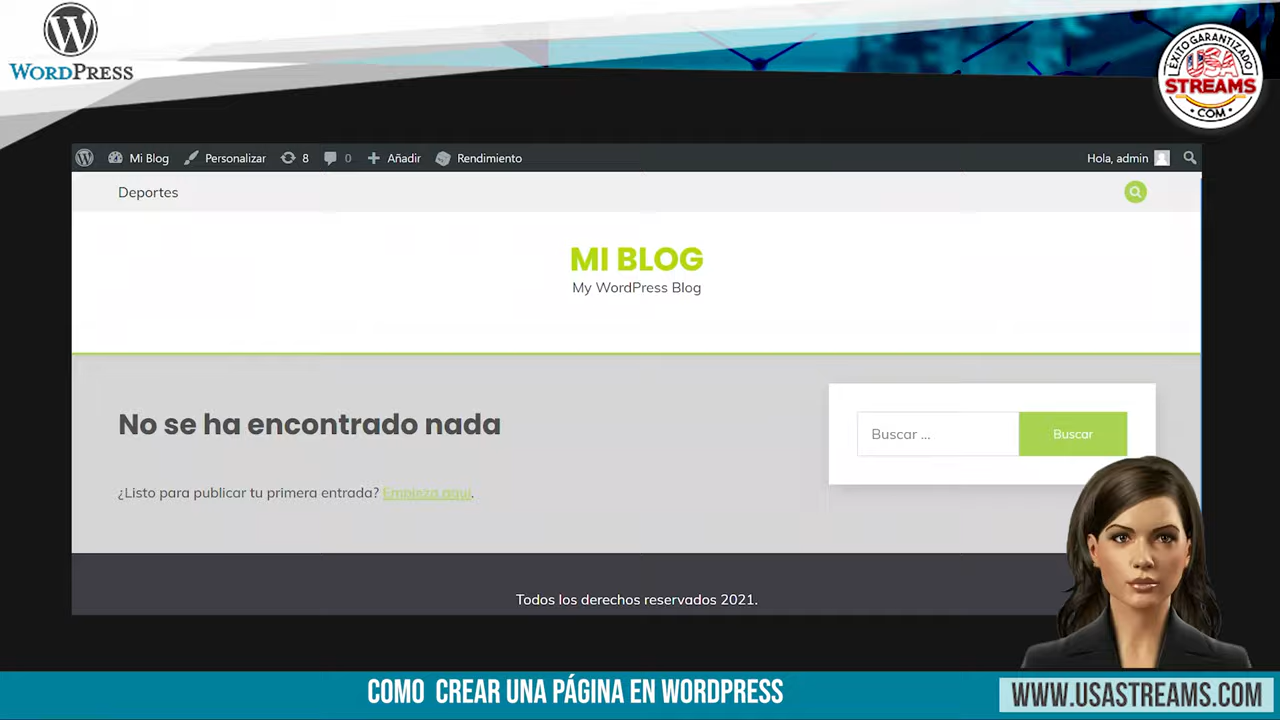 WORDPRESS
ÉXITO GARANTIZADO
USA
STREAMS
.COM
Mi Blog
Personalizar
8
0
Añadir
Rendimiento
Hola, admin
Deportes
MI BLOG
My WordPress Blog
No se ha encontrado nada
Buscar ...
Buscar
¿Listo para publicar tu primera entrada? Empieza aquí.
Todos los derechos reservados 2021.
COMO CREAR UNA PÁGINA EN WORDPRESS
WWW.USASTREAMS.COM